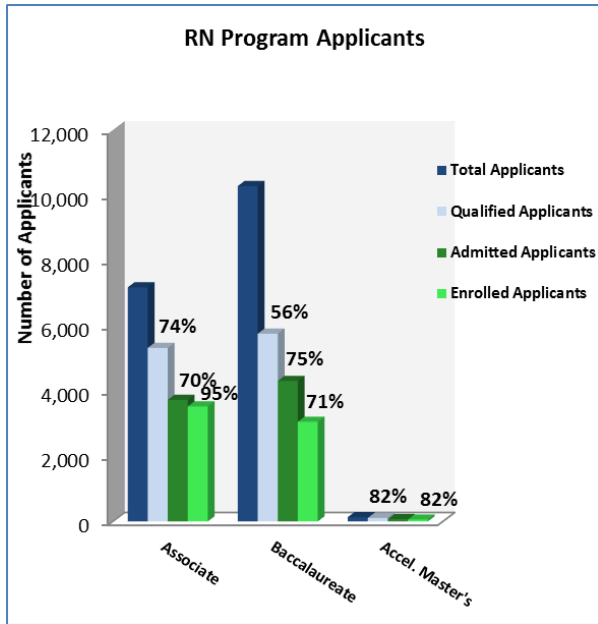 RN Program Applicants
Number of Applicants
12,000
10,000
8,000
6,000
4,000
2,000
0
74%
70%
95%
56%
75%
71%
82%
82%
Associate
Baccalaureate
Accel. Master's
Total Applicants
Qualified Applicants
Admitted Applicants
Enrolled Applicants